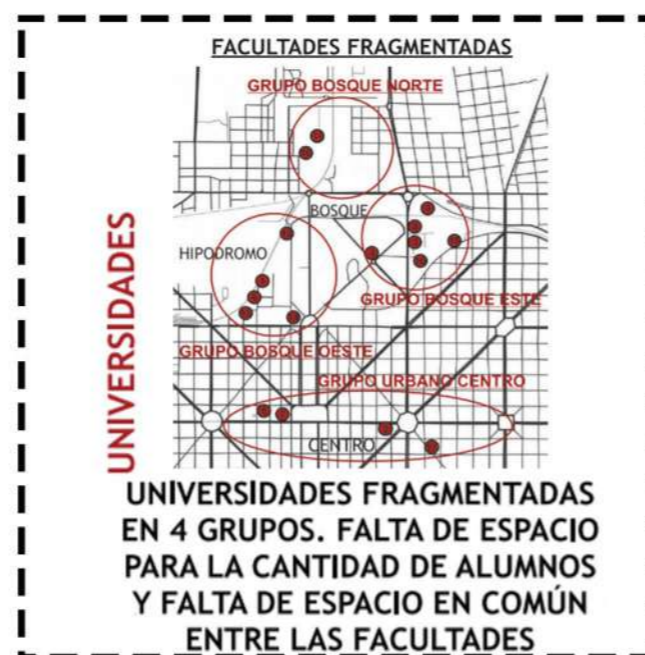 FACULTADES FRAGMENTADAS
GRUPO BOSQUE NORTE
BOSQUE
HIPODROMO
GRUPO BOSQUE ESTE
GRUPO BOSQUE OESTE
GRUPO URBANO CENTRO
CENTRO
UNIVERSIDADES
UNIVERSIDADES FRAGMENTADAS
EN 4 GRUPOS. FALTA DE ESPACIO
PARA LA CANTIDAD DE ALUMNOS
Y FALTA DE ESPACIO EN COMÚN
ENTRE LAS FACULTADES